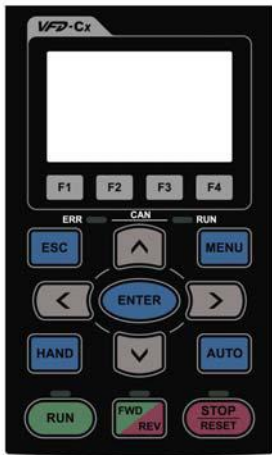 VFD-Cx
F1 F2 F3 F4
ERR CAN RUN
ESC MENU
ENTER
HAND AUTO
RUN FWD REV STOP RESET